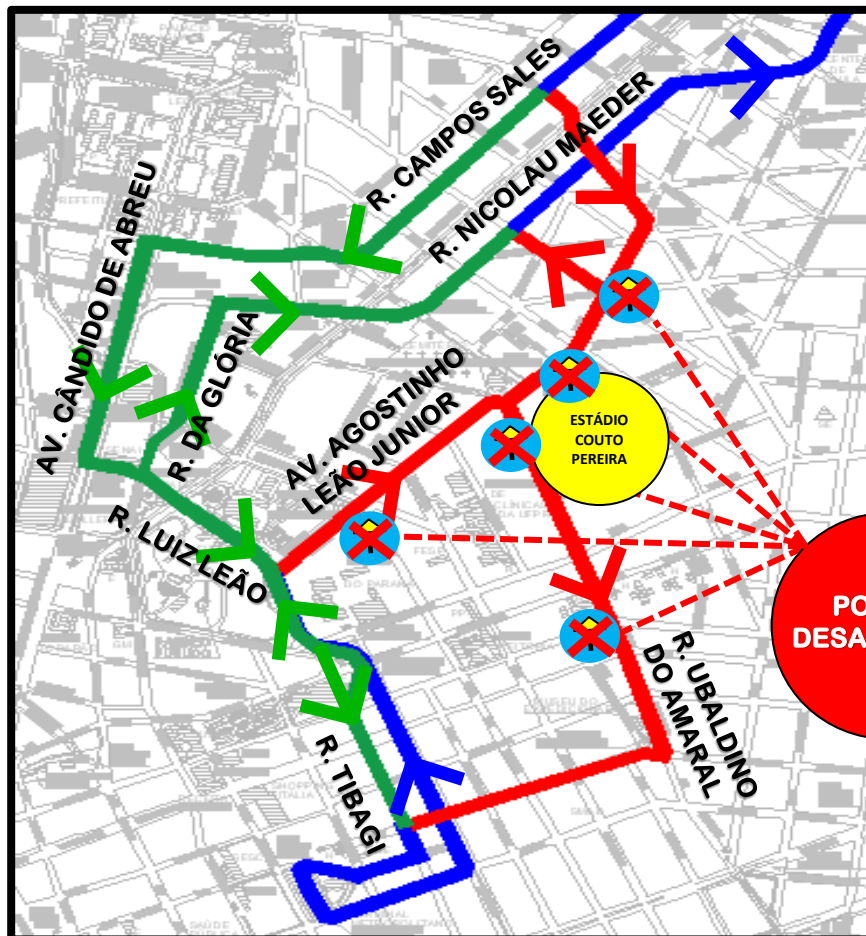 R. CAMPOS SALES
R. NICOLAU MAEDER
AV. CÂNDIDO DE ABREU
R. DA GLÓRIA
AV. AGOSTINHO
LEÃO JUNIOR
ESTÁDIO
COUTO
PEREIRA
R. LUIZ LEÃO
PO
DESA
R. UBALDINO
DO AMARAL
R. TIBAGI